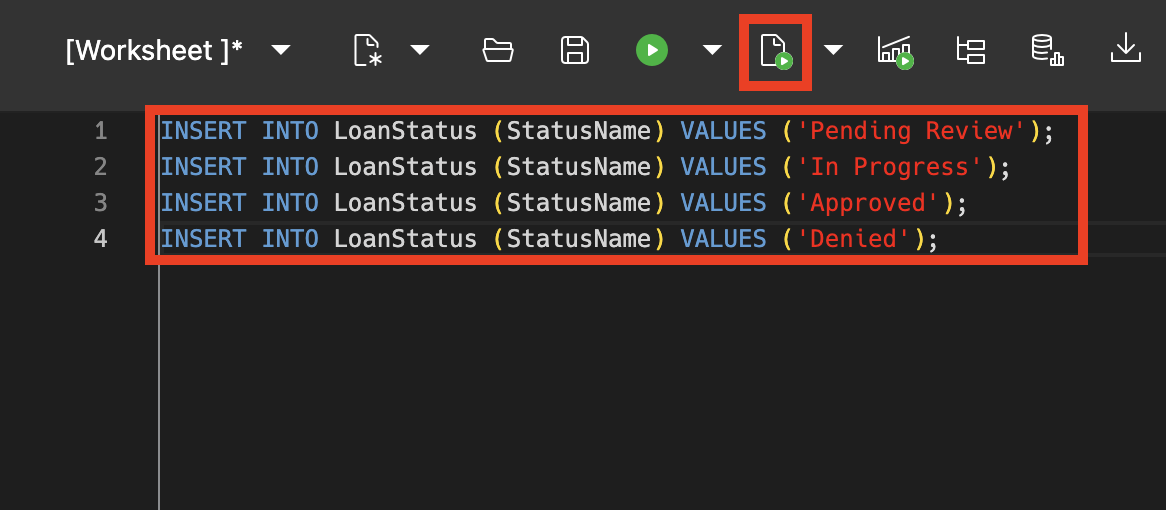 [Worksheet ]*
1 INSERT INTO LoanStatus (StatusName) VALUES ('Pending Review');
2 INSERT INTO LoanStatus (StatusName) VALUES ('In Progress');
3 INSERT INTO LoanStatus (StatusName) VALUES ('Approved');
4 INSERT INTO LoanStatus (StatusName) VALUES ('Denied');